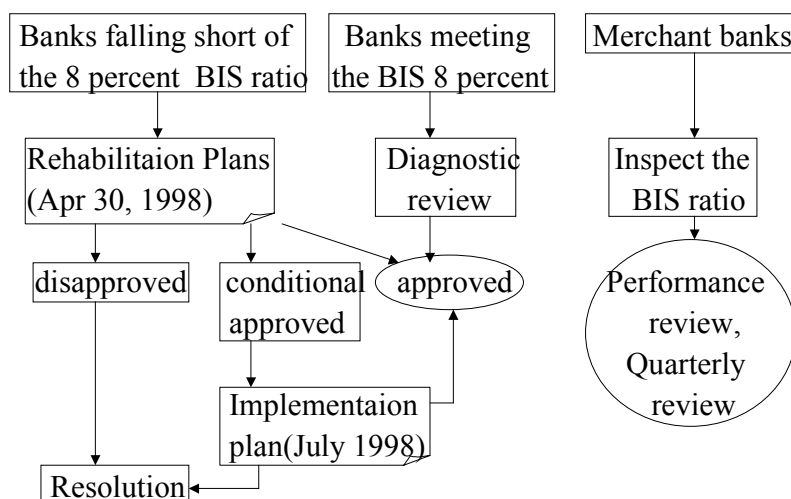 Banks falling short of
the 8 percent BIS ratio
Banks meeting
the BIS 8 percent
Merchant banks
Rehabilitaion Plans
(Apr 30, 1998)
Diagnostic
review
Inspect the
BIS ratio
disapproved
conditional
approved
approved
Performance
review,
Quarterly
review
Implementaion
plan(July 1998)
Resolution